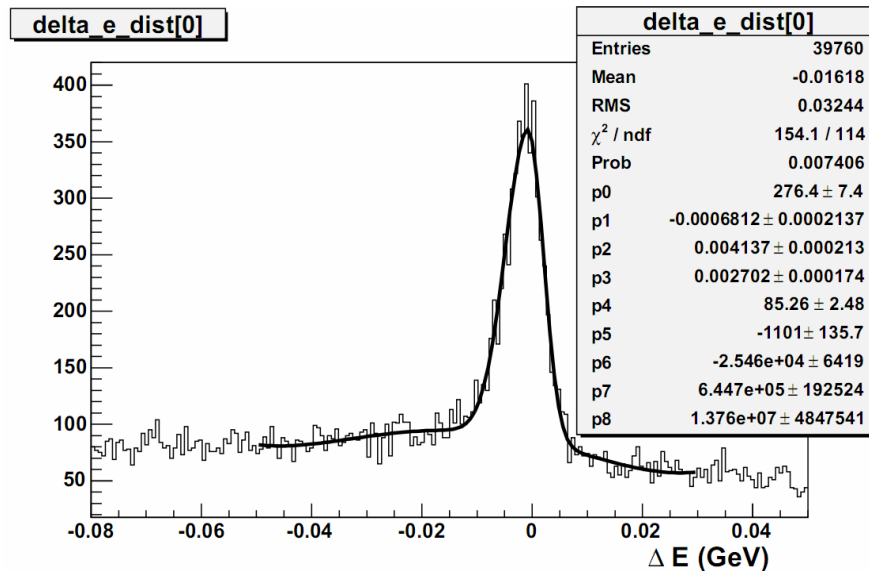 delta_e_dist[0]
delta_e_dist[0]
Entries 39760
Mean -0.01618
RMS 0.03244
χ² / ndf 154.1 / 114
Prob 0.007406
p0 276.4 ± 7.4
p1 -0.0006812 ± 0.0002137
p2 0.004137 ± 0.000213
p3 0.002702 ± 0.000174
p4 85.26 ± 2.48
p5 -1101 ± 135.7
p6 -2.546e+04 ± 6419
p7 6.447e+05 ± 192524
p8 1.376e+07 ± 4847541
400
350
300
250
200
150
100
50
-0.08 -0.06 -0.04 -0.02 0 0.02 0.04
Δ E (GeV)